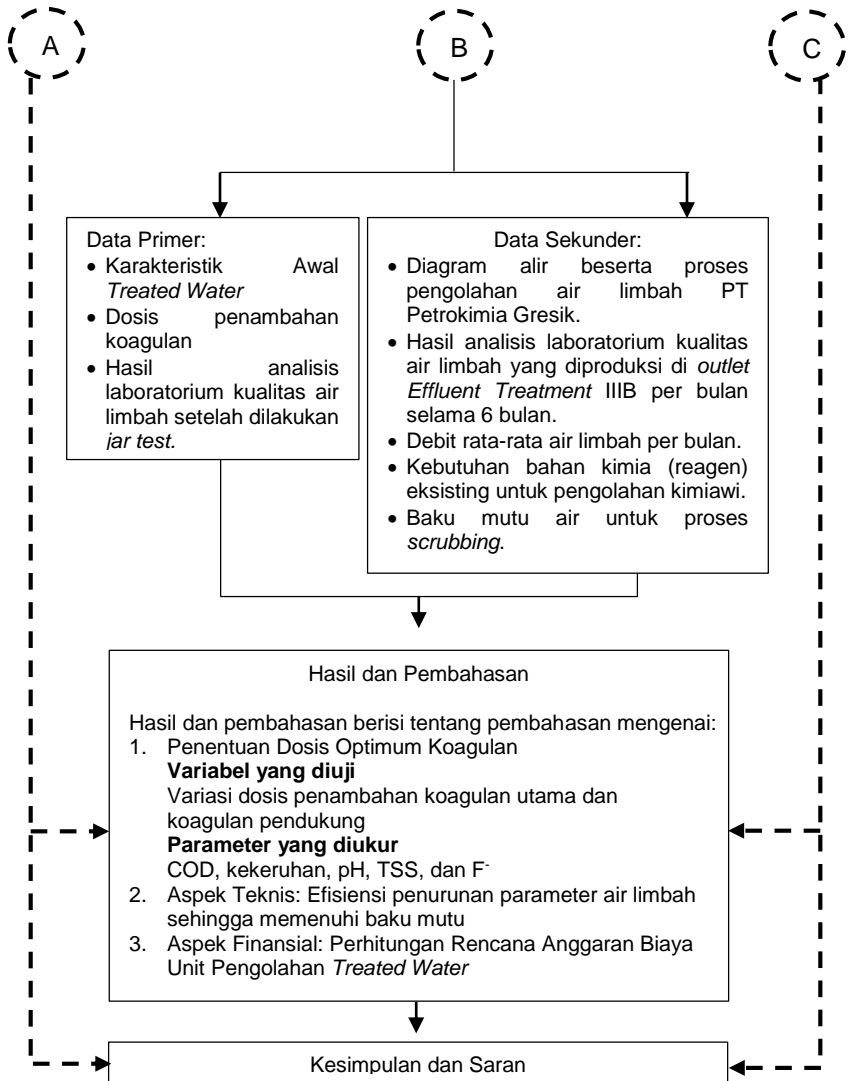 A
B
C
Data Primer:
• Karakteristik Awal
Treated Water
• Dosis penambahan
koagulan
• Hasil analisis
laboratorium kualitas air
limbah setelah dilakukan
jar test.
Data Sekunder:
• Diagram alir beserta proses
pengolahan air limbah PT
Petrokimia Gresik.
• Hasil analisis laboratorium kualitas
air limbah yang diproduksi di outlet
Effluent Treatment IIIB per bulan
selama 6 bulan.
• Debit rata-rata air limbah per bulan.
• Kebutuhan bahan kimia (reagen)
eksisting untuk pengolahan kimiawi.
• Baku mutu air untuk proses
scrubbing.
Hasil dan Pembahasan
Hasil dan pembahasan berisi tentang pembahasan mengenai:
1. Penentuan Dosis Optimum Koagulan
Variabel yang diuji
Variasi dosis penambahan koagulan utama dan
koagulan pendukung
Parameter yang diukur
COD, kekeruhan, pH, TSS, dan F⁻
2. Aspek Teknis: Efisiensi penurunan parameter air limbah
sehingga memenuhi baku mutu
3. Aspek Finansial: Perhitungan Rencana Anggaran Biaya
Unit Pengolahan Treated Water
Kesimpulan dan Saran